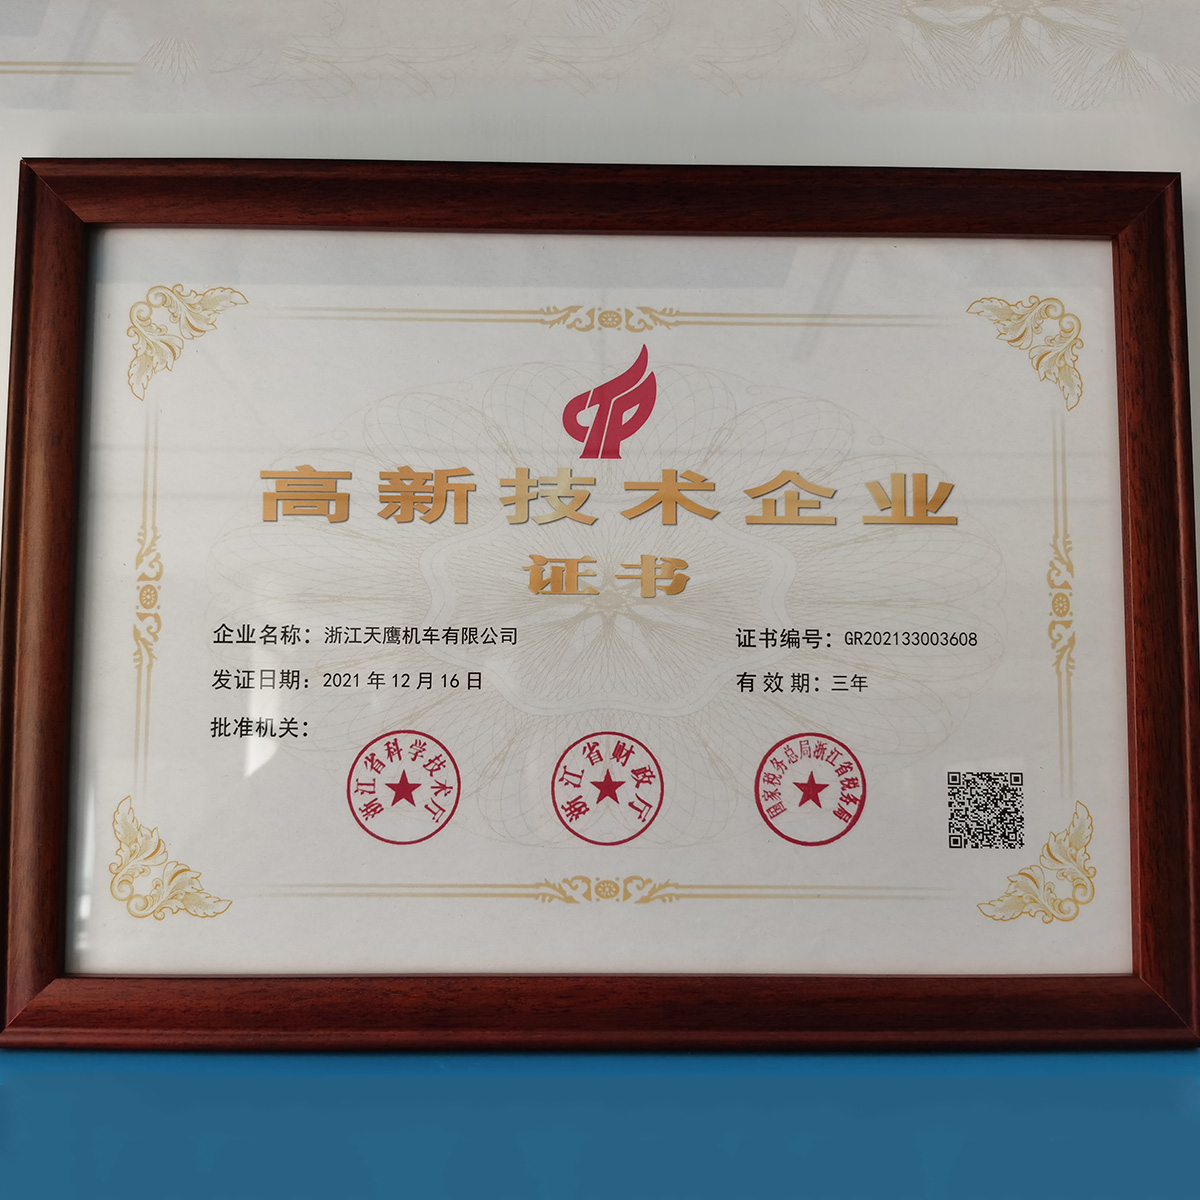 CTP
高新技术企业
证书
企业名称：浙江天鹰机车有限公司
证书编号：GR202133003608
发证日期：2021年12月16日
有效期：三年
批准机关：
浙江省科学技术厅
浙江省财政厅
国家税务总局浙江省税务局